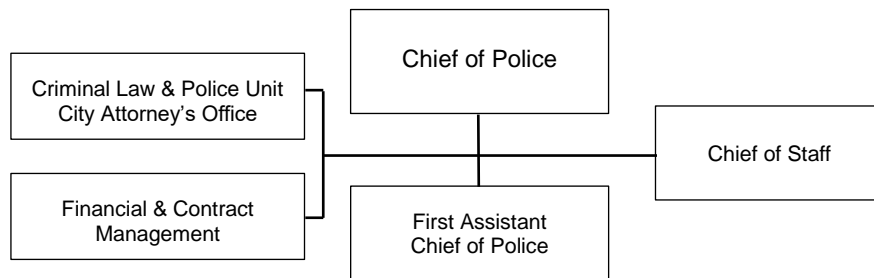 Chief of Police
Criminal Law & Police Unit
City Attorney’s Office
Chief of Staff
Financial & Contract
Management
First Assistant
Chief of Police